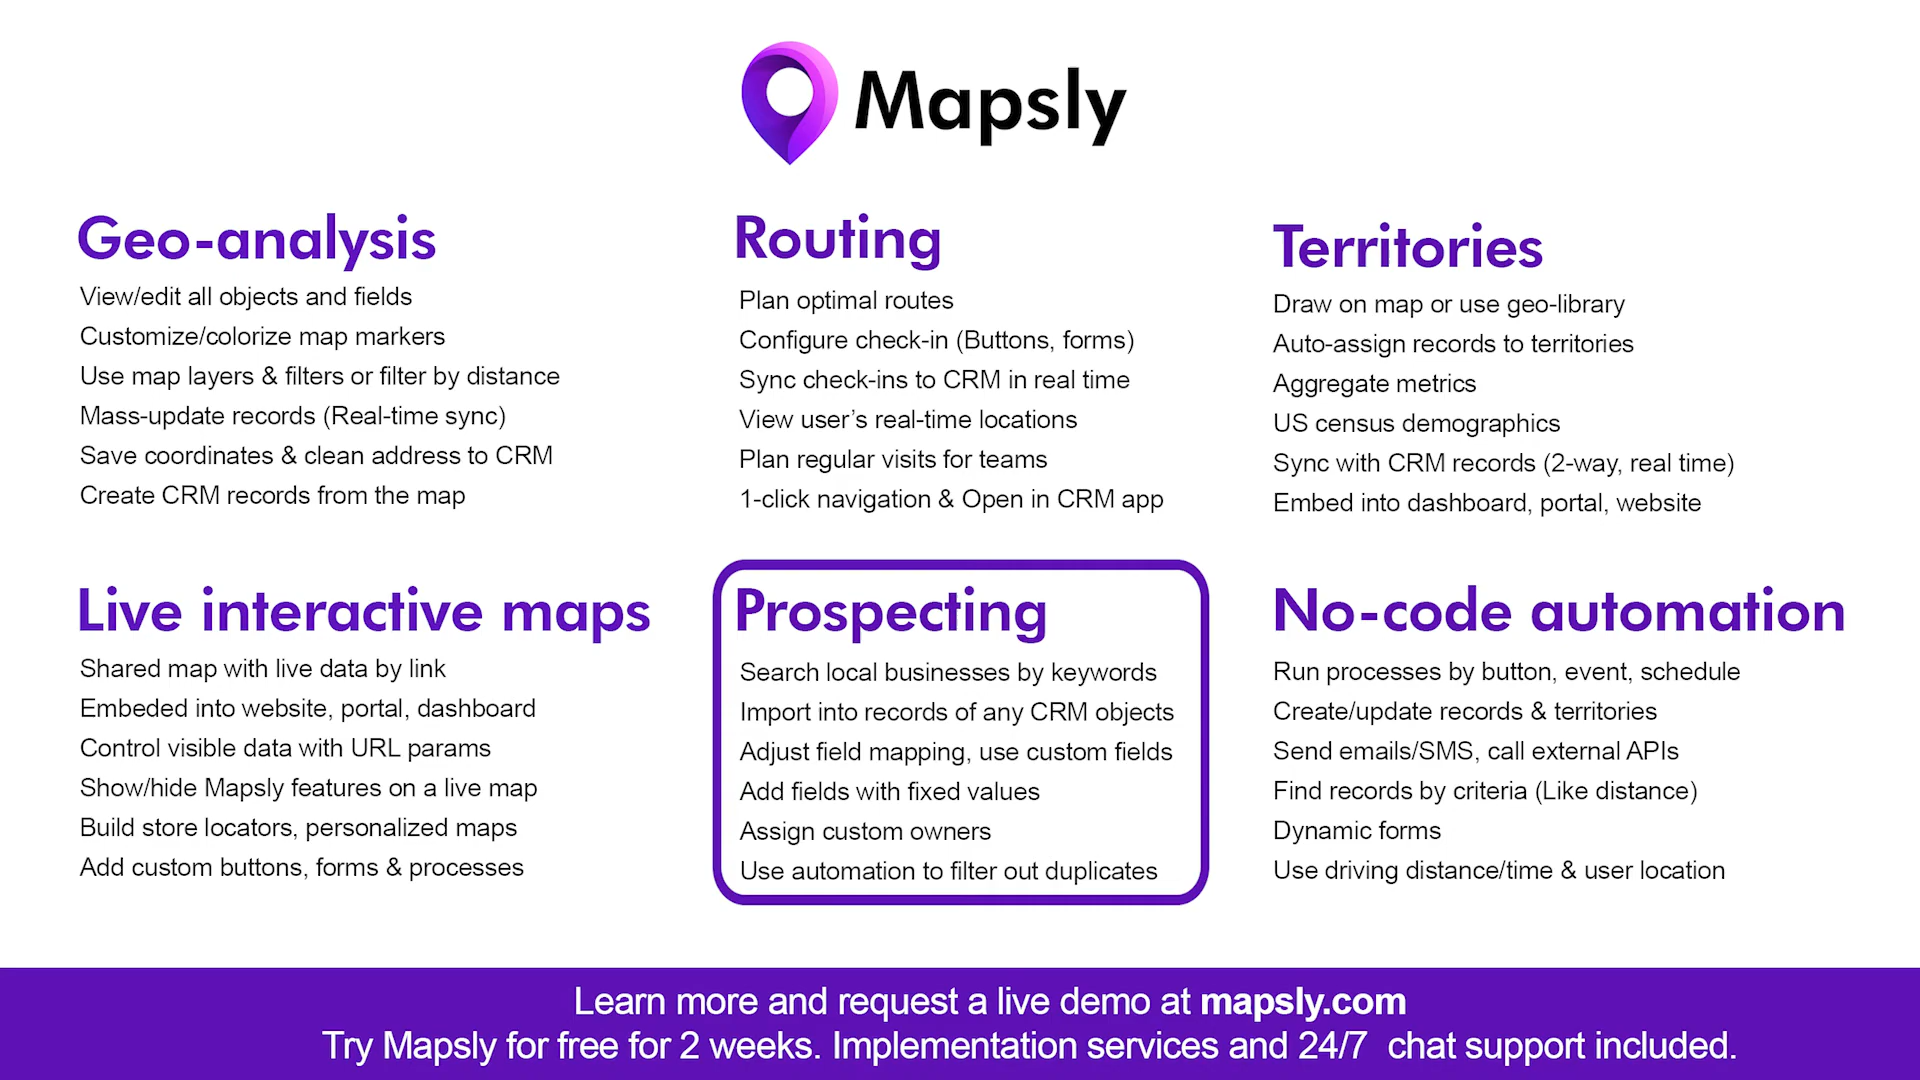 Mapsly
Geo-analysis
View/edit all objects and fields
Customize/colorize map markers
Use map layers & filters or filter by distance
Mass-update records (Real-time sync)
Save coordinates & clean address to CRM
Create CRM records from the map
Routing
Plan optimal routes
Configure check-in (Buttons, forms)
Sync check-ins to CRM in real time
View user’s real-time locations
Plan regular visits for teams
1-click navigation & Open in CRM app
Territories
Draw on map or use geo-library
Auto-assign records to territories
Aggregate metrics
US census demographics
Sync with CRM records (2-way, real time)
Embed into dashboard, portal, website
Live interactive maps
Shared map with live data by link
Embeded into website, portal, dashboard
Control visible data with URL params
Show/hide Mapsly features on a live map
Build store locators, personalized maps
Add custom buttons, forms & processes
Prospecting
Search local businesses by keywords
Import into records of any CRM objects
Adjust field mapping, use custom fields
Add fields with fixed values
Assign custom owners
Use automation to filter out duplicates
No-code automation
Run processes by button, event, schedule
Create/update records & territories
Send emails/SMS, call external APIs
Find records by criteria (Like distance)
Dynamic forms
Use driving distance/time & user location
Learn more and request a live demo at mapsly.com
Try Mapsly for free for 2 weeks. Implementation services and 24/7 chat support included.